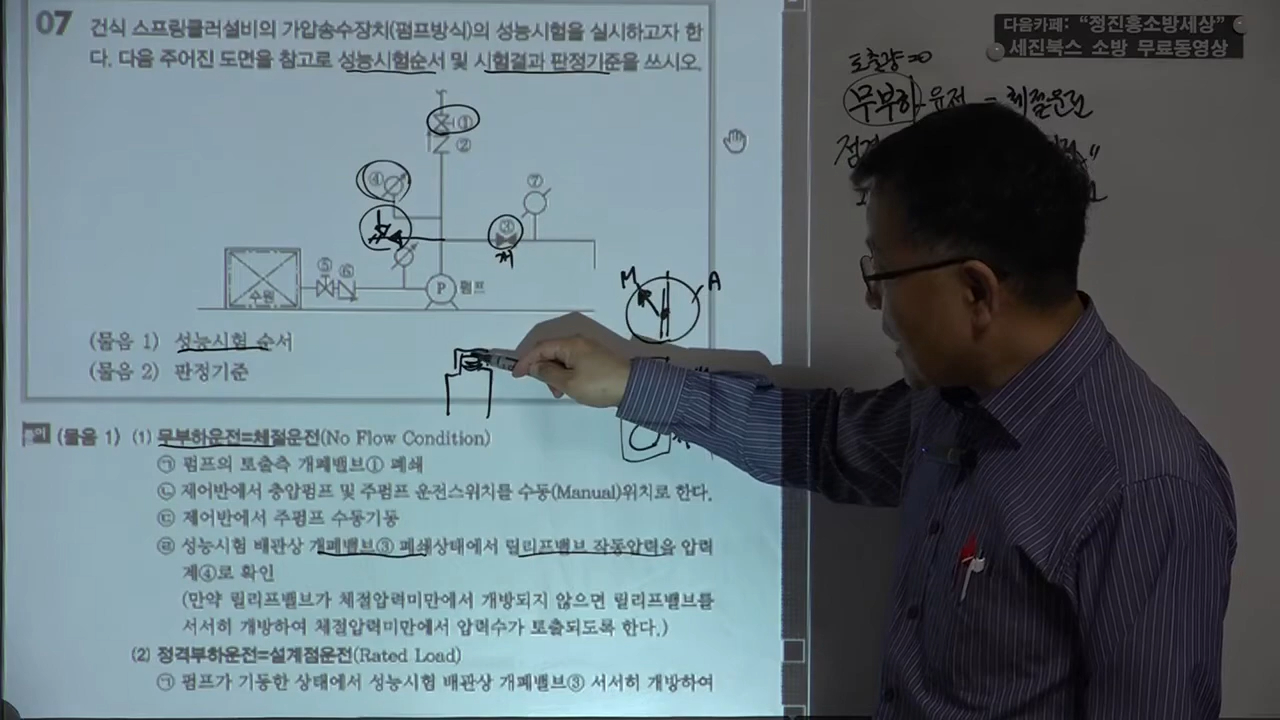 07 건식 스프링클러설비의 가압송수장치(펌프방식)의 성능시험을 실시하고자 한
다. 다음 주어진 도면을 참고로 성능시험순서 및 시험결과 판정기준을 쓰시오.
다음카페: "정진홍소방세상"
세진북스 소방 무료동영상
토출량=0
무부하 운전 = 체절운전
①
②
④
⑦
③
저
⑤ ⑥
수원
P 펌프
M A
(물음 1) 성능시험 순서
(물음 2) 판정기준
(물음 1) (1) 무부하운전=체절운전(No Flow Condition)
㉠ 펌프의 토출측 개폐밸브① 폐쇄
㉡ 제어반에서 충압펌프 및 주펌프 운전스위치를 수동(Manual)위치로 한다.
㉢ 제어반에서 주펌프 수동기동
㉣ 성능시험 배관상 개폐밸브③ 폐쇄상태에서 릴리프밸브 작동압력을 압력
계④로 확인
(만약 릴리프밸브가 체절압력미만에서 개방되지 않으면 릴리프밸브를
서서히 개방하여 체절압력미만에서 압력수가 토출되도록 한다.)
(2) 정격부하운전=설계점운전(Rated Load)
㉠ 펌프가 기동한 상태에서 성능시험 배관상 개폐밸브③ 서서히 개방하여